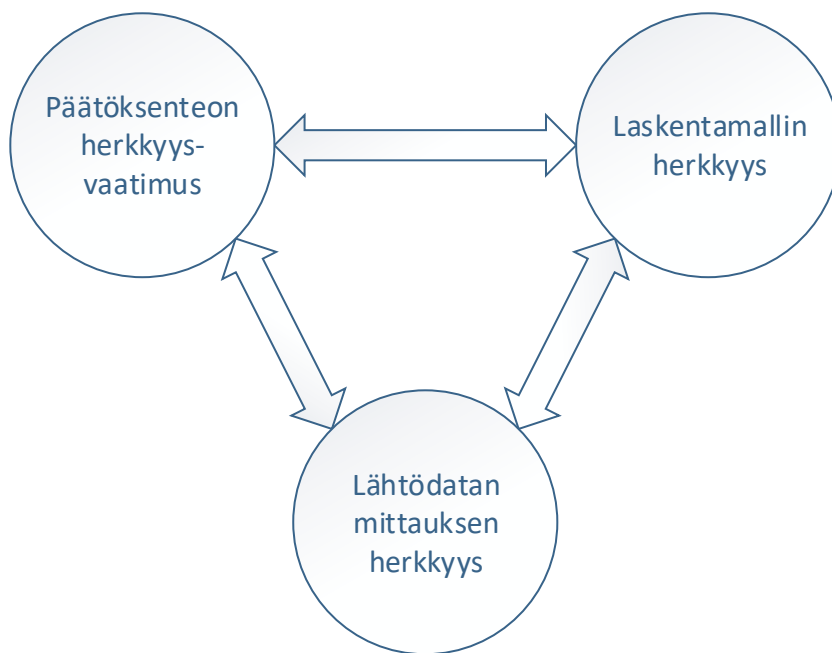 Päätöksenteon
herkkyys-
vaatimus
Laskentamallin
herkkyys
Lähtödatan
mittauksen
herkkyys